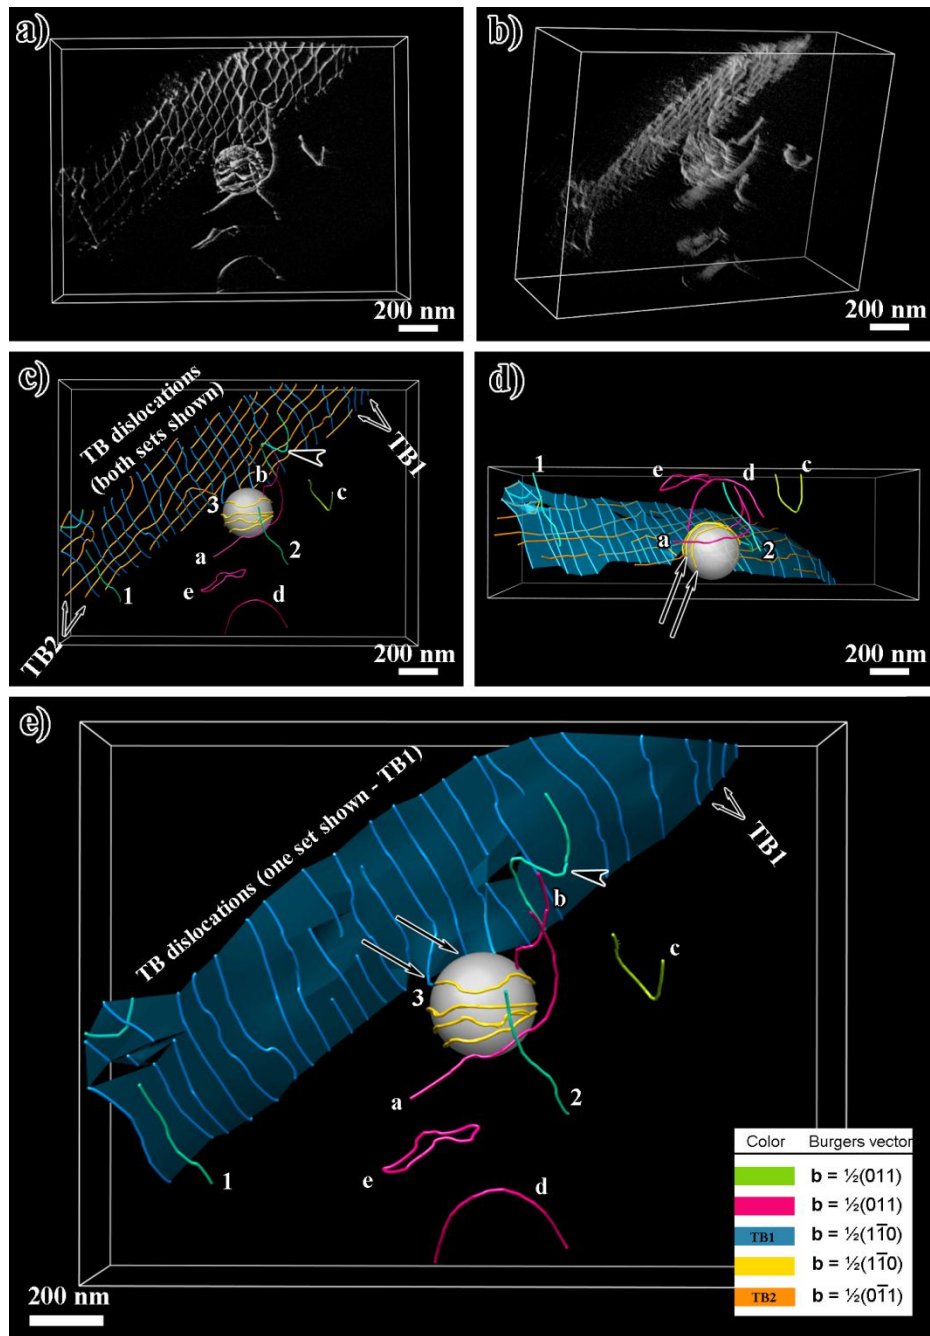 a)
200 nm
b)
200 nm
c)
TB dislocations
(both sets shown)
TB1
b
3
c
2
a
1
e
d
TB2
200 nm
d)
1
e
d
c
a
2
200 nm
e)
TB dislocations (one set shown - TB1)
TB1
b
c
3
a
2
1
e
d
200 nm
Color Burgers vector
b = ½(011)
b = ½(011)
TB1 b = ½(11̅0)
b = ½(11̅0)
TB2 b = ½(01̅1)